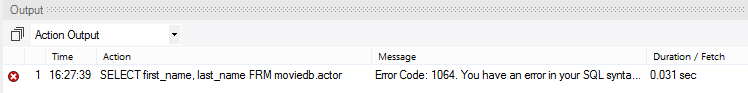 Output
Action Output
Time Action Message Duration / Fetch
1 16:27:39 SELECT first_name, last_name FRM moviedb.actor Error Code: 1064. You have an error in your SQL synta... 0.031 sec